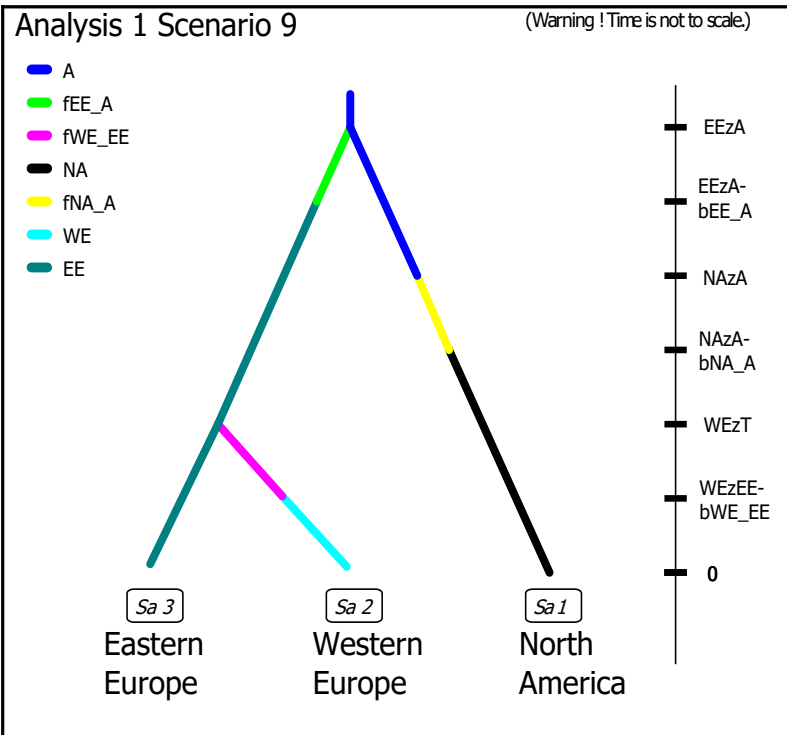 Analysis 1 Scenario 9
(Warning ! Time is not to scale.)
A
fEE_A
fWE_EE
NA
fNA_A
WE
EE
EEzA
EEzA-
bEE_A
NAzA
NAzA-
bNA_A
WEzT
WEzEE-
bWE_EE
0
Sa 3
Sa 2
Sa 1
Eastern
Europe
Western
Europe
North
America